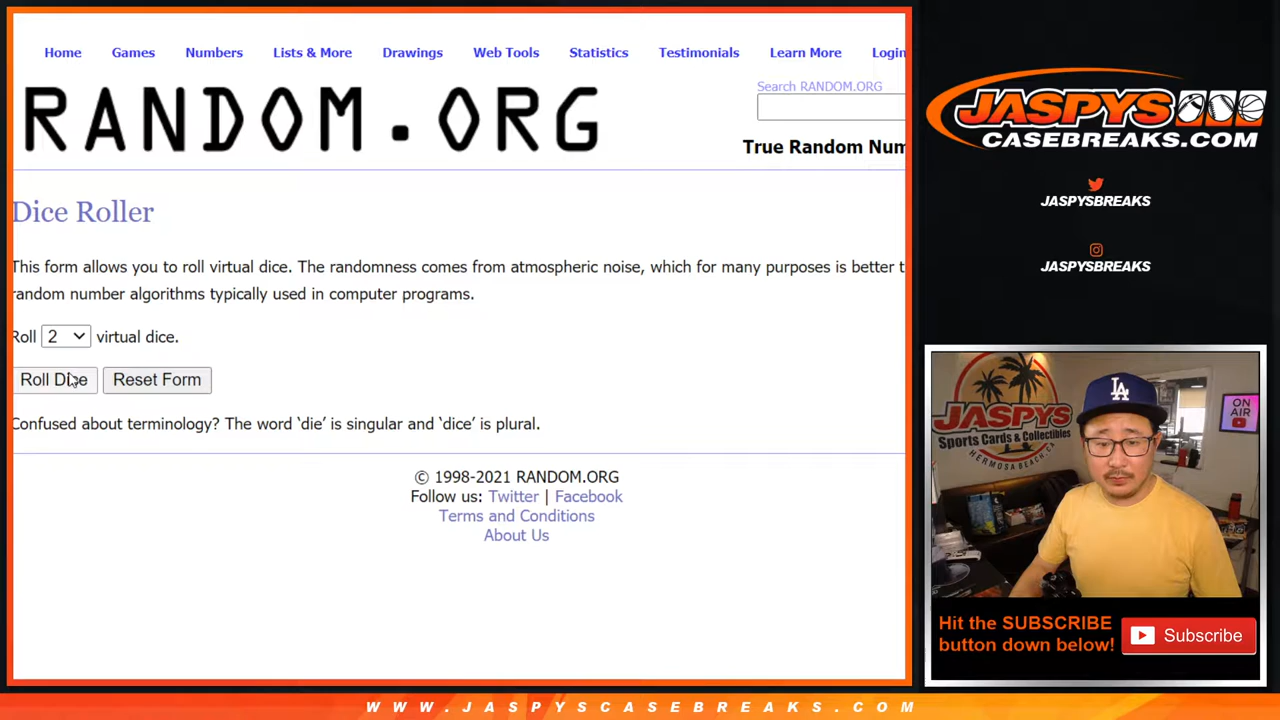 Home Games Numbers Lists & More Drawings Web Tools Statistics Testimonials Learn More Login
RANDOM.ORG
Search RANDOM.ORG
True Random Num
Dice Roller
This form allows you to roll virtual dice. The randomness comes from atmospheric noise, which for many purposes is better t
random number algorithms typically used in computer programs.
Roll 2 virtual dice.
Roll Dice Reset Form
Confused about terminology? The word ‘die’ is singular and ‘dice’ is plural.
© 1998-2021 RANDOM.ORG
Follow us: Twitter | Facebook
Terms and Conditions
About Us
JASPYS
CASEBREAKS.COM
JASPYSBREAKS
JASPYSBREAKS
JASPYS
Sports Cards & Collectibles
HERMOSA BEACH, CA
LA
ON
AIR
Hit the SUBSCRIBE
button down below!
Subscribe
WWW.JASPYSCASEBREAKS.COM